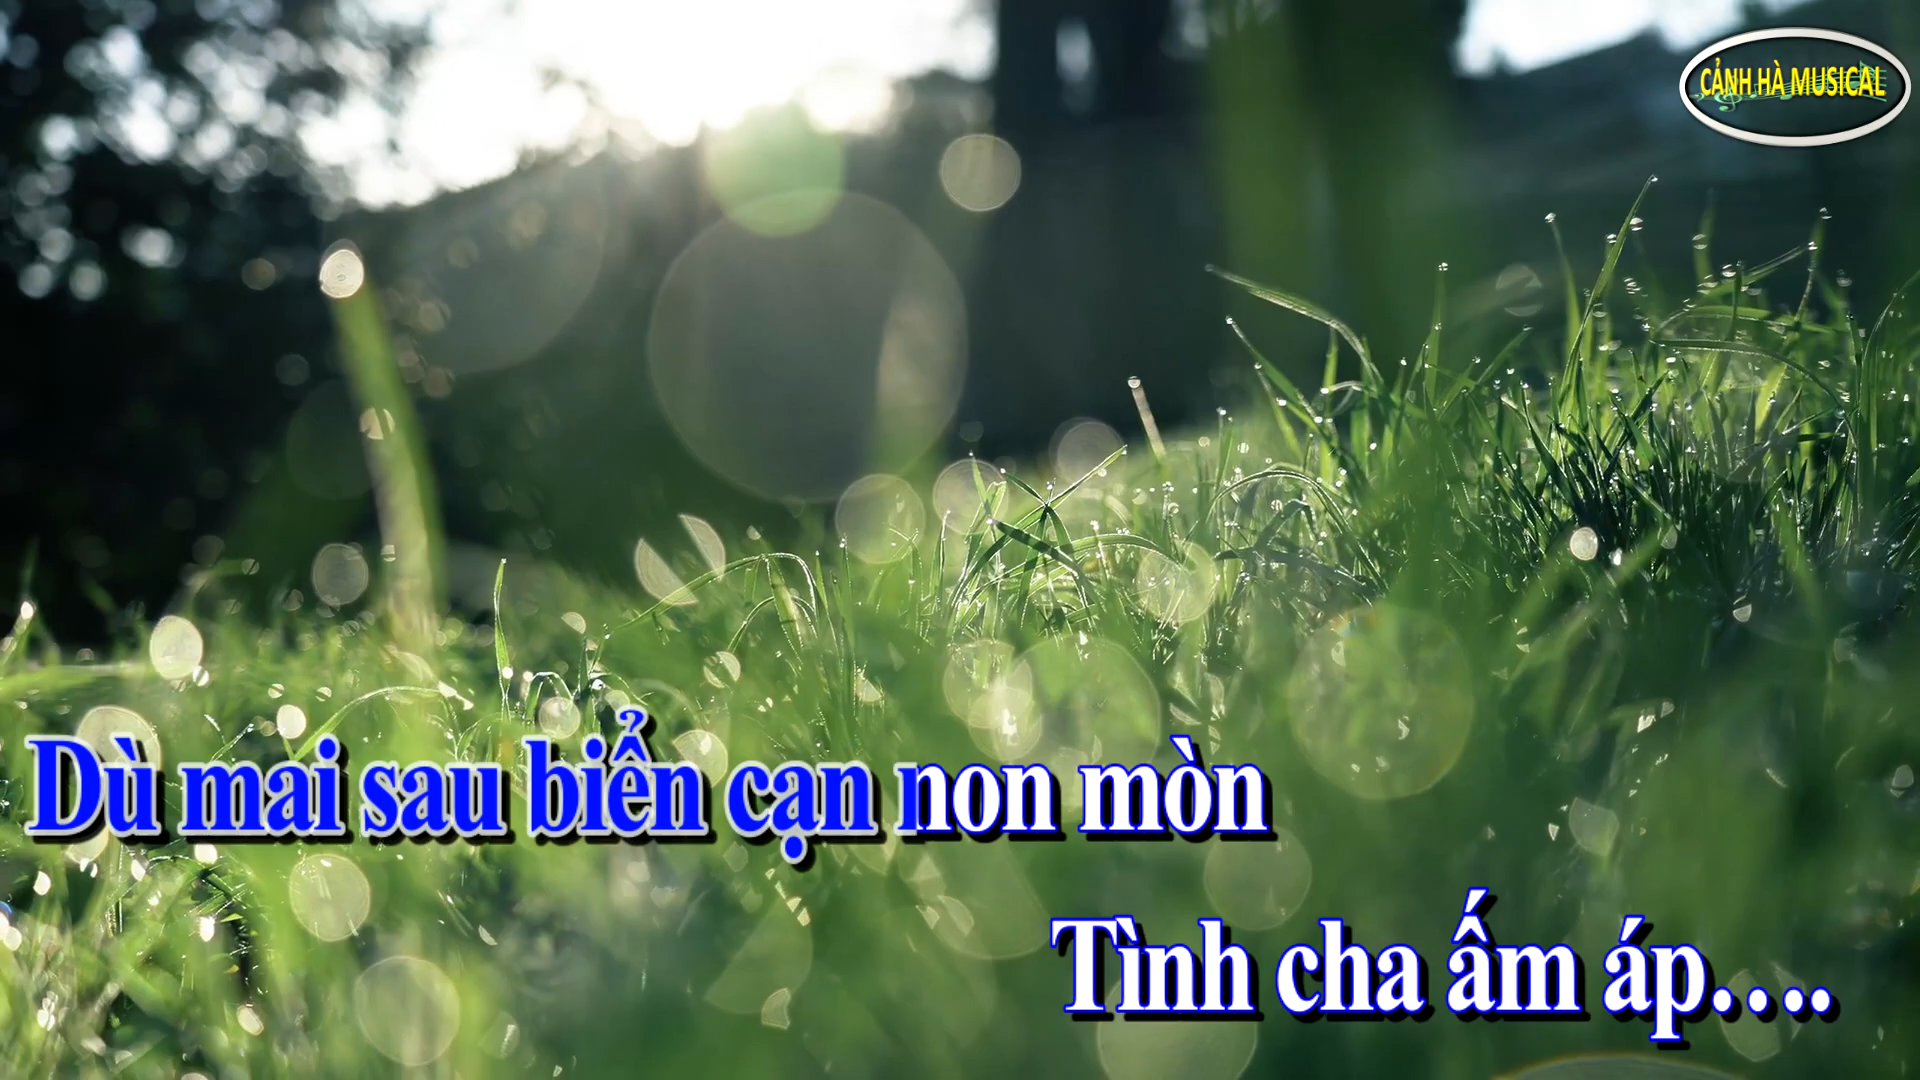 CẢNH HÀ MUSICAL
Dù mai sau biển cạn non mòn
Tình cha ấm áp....